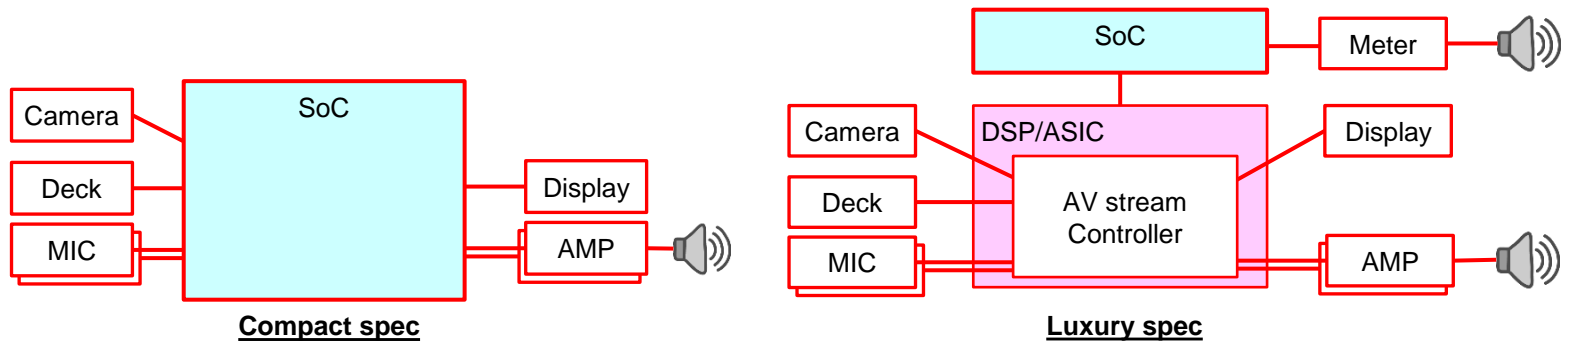 SoC
Camera
Deck
MIC
Display
AMP
Compact spec
SoC
Meter
Camera
DSP/ASIC
Display
Deck
AV stream
Controller
MIC
AMP
Luxury spec